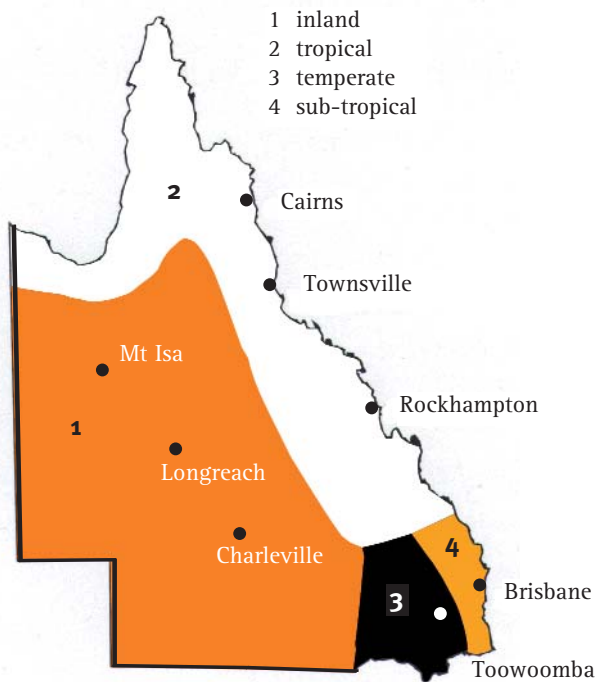 1 inland
2 tropical
3 temperate
4 sub-tropical
2
Cairns
Townsville
Mt Isa
Rockhampton
1
Longreach
Charleville
4
3
Brisbane
Toowoomba